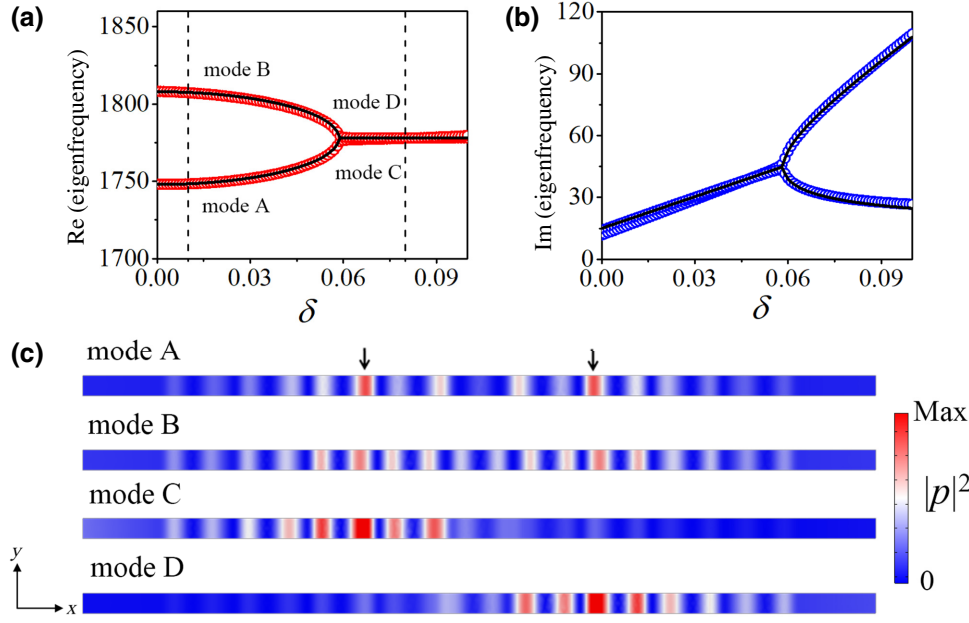 (a)
1850
1800
1750
1700
Re (eigenfrequency)
mode B
mode D
mode C
mode A
0.00 0.03 0.06 0.09
δ
(b)
120
90
60
30
0
Im (eigenfrequency)
0.00 0.03 0.06 0.09
δ
(c)
mode A
mode B
mode C
mode D
y
x
Max
|p|²
0